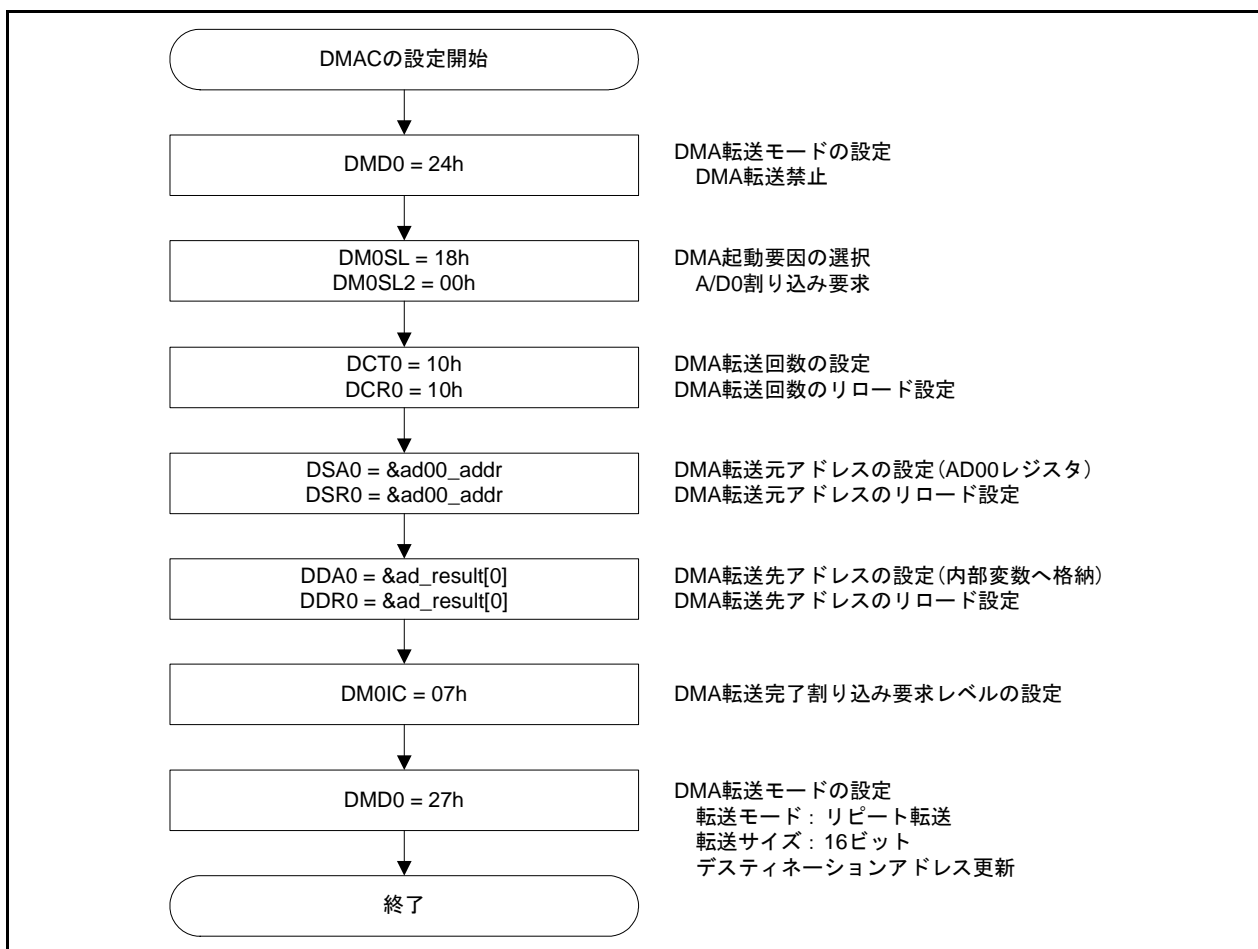 DMACの設定開始
DMD0 = 24h
DMA転送モードの設定
DMA転送禁止
DM0SL = 18h
DM0SL2 = 00h
DMA起動要因の選択
A/D0割り込み要求
DCT0 = 10h
DCR0 = 10h
DMA転送回数の設定
DMA転送回数のリロード設定
DSA0 = &ad00_addr
DSR0 = &ad00_addr
DMA転送元アドレスの設定（AD00レジスタ）
DMA転送元アドレスのリロード設定
DDA0 = &ad_result[0]
DDR0 = &ad_result[0]
DMA転送先アドレスの設定（内部変数へ格納）
DMA転送先アドレスのリロード設定
DM0IC = 07h
DMA転送完了割り込み要求レベルの設定
DMD0 = 27h
DMA転送モードの設定
転送モード：リピート転送
転送サイズ：16ビット
デスティネーションアドレス更新
終了